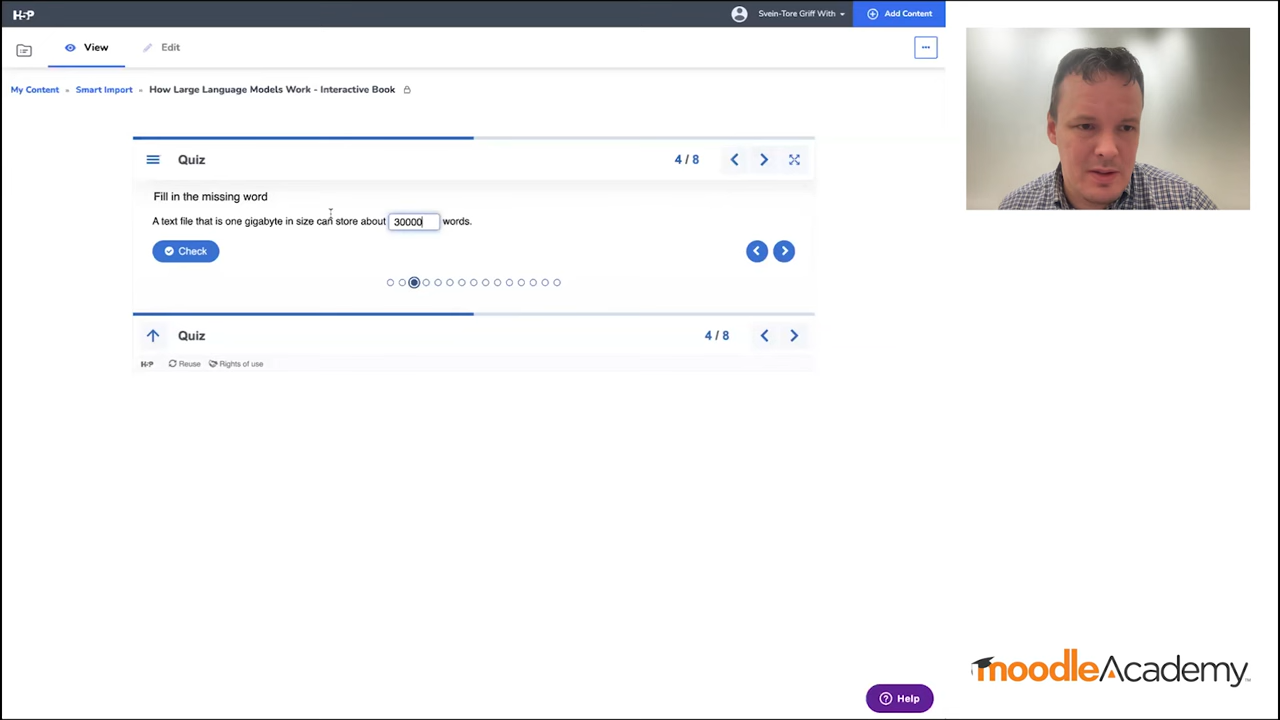 H5P
Svein-Tore Griff With
Add Content
View
Edit
My Content » Smart Import » How Large Language Models Work - Interactive Book
Quiz
4 / 8
Fill in the missing word
A text file that is one gigabyte in size can store about 30000 words.
Check
Quiz
4 / 8
H5P Reuse Rights of use
Help
moodleAcademy™